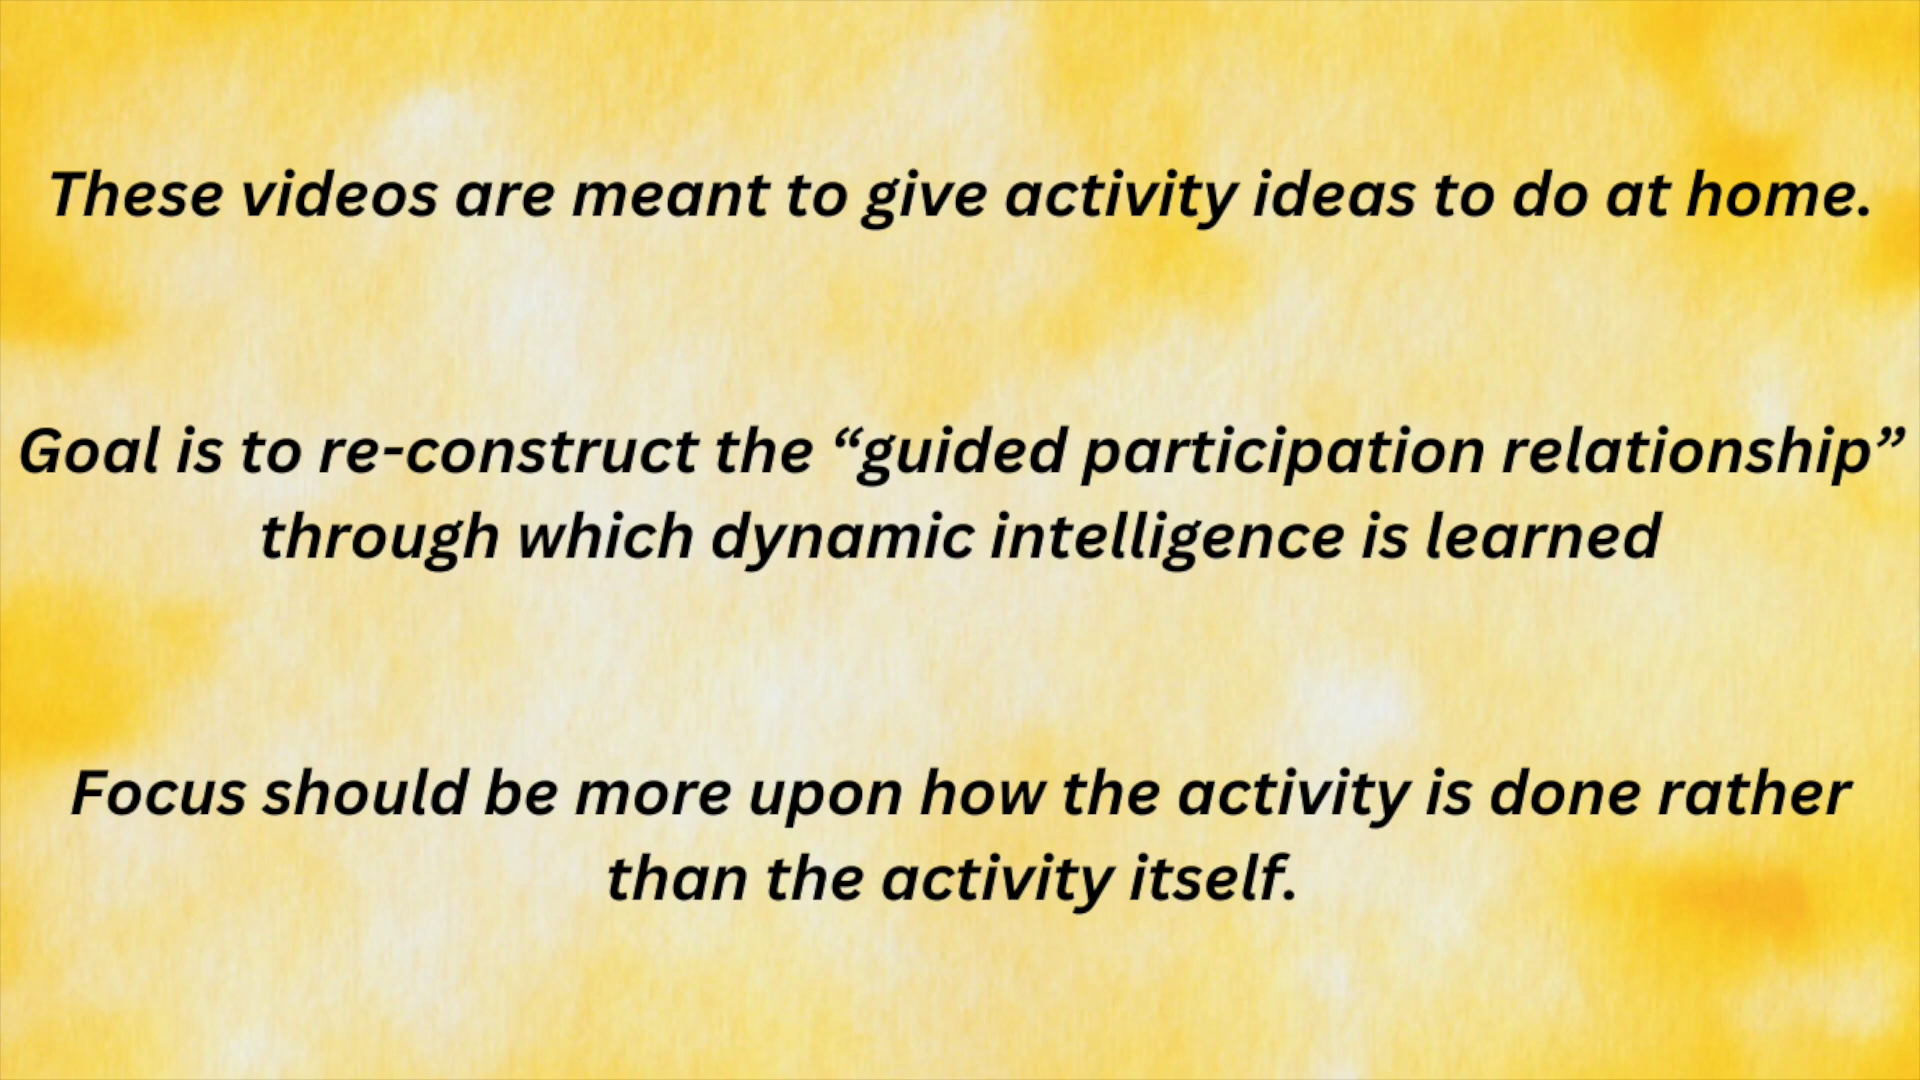 These videos are meant to give activity ideas to do at home.
Goal is to re-construct the “guided participation relationship”
through which dynamic intelligence is learned
Focus should be more upon how the activity is done rather
than the activity itself.